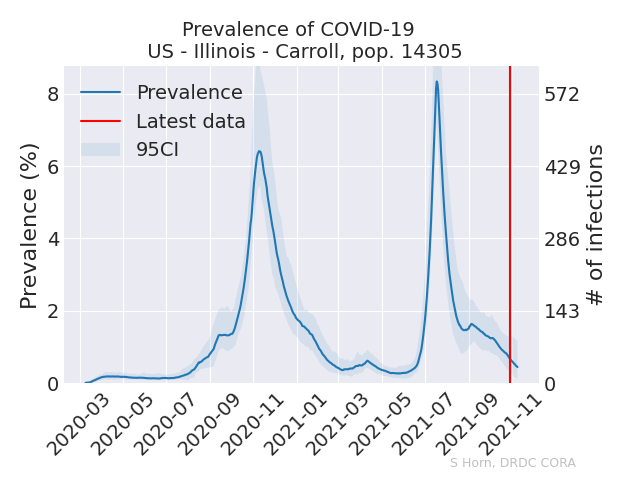 Prevalence of COVID-19
US - Illinois - Carroll, pop. 14305
Prevalence
Latest data
95CI
Prevalence (%)
8
6
4
2
0
# of infections
572
429
286
143
0
2020-03
2020-05
2020-07
2020-09
2020-11
2021-01
2021-03
2021-05
2021-07
2021-09
2021-11
S Horn, DRDC CORA